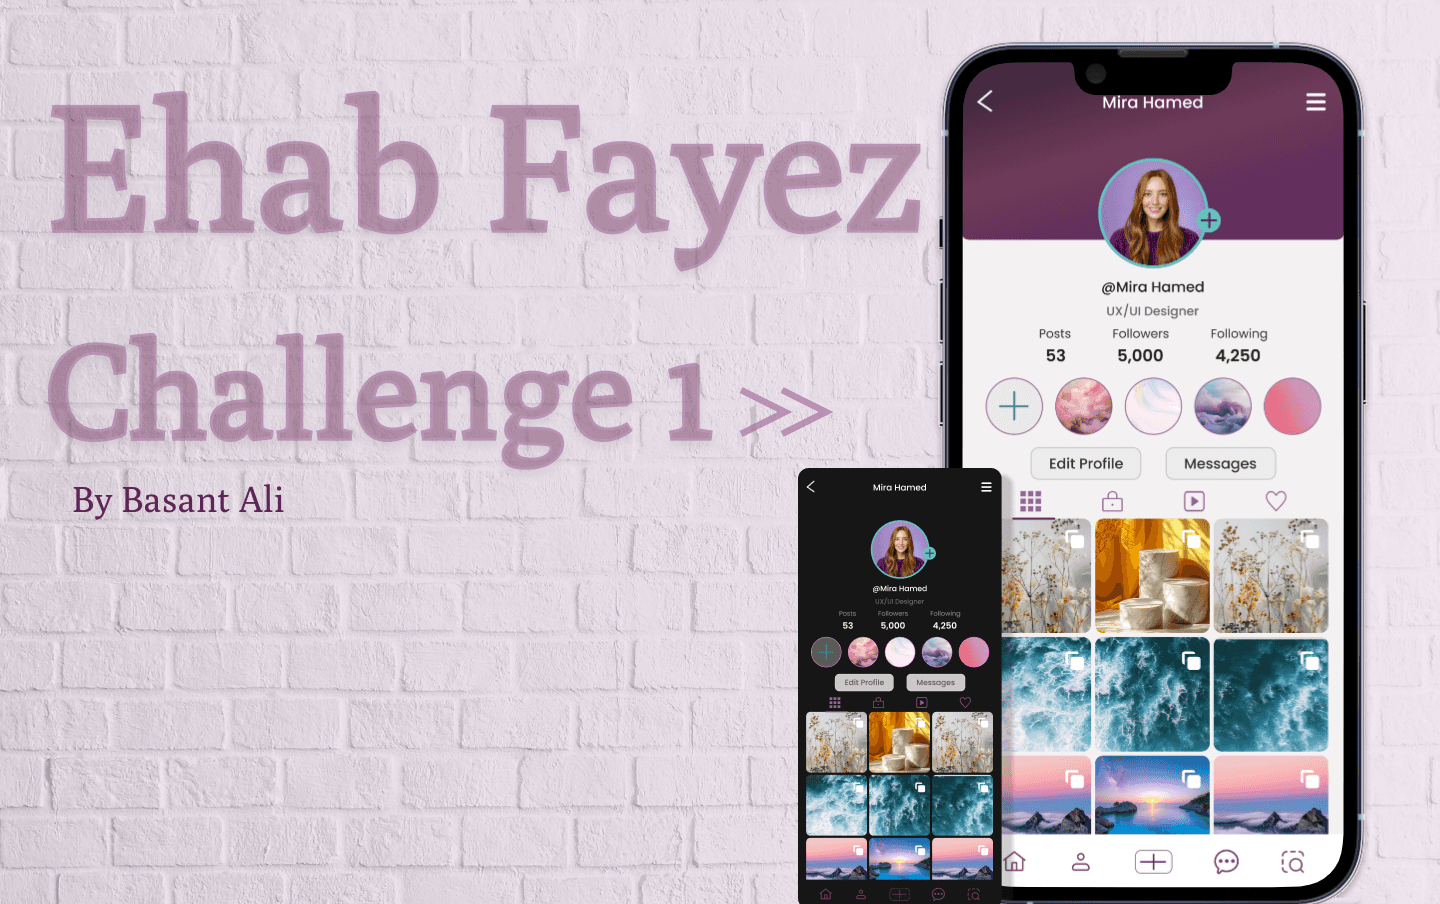 Ehab Fayez
Challenge 1 >>
By Basant Ali
Mira Hamed
@Mira Hamed
UX/UI Designer
Posts Followers Following
53 5,000 4,250
Edit Profile Messages
Mira Hamed
@Mira Hamed
UX/UI Designer
Posts Followers Following
53 5,000 4,250
Edit Profile Messages